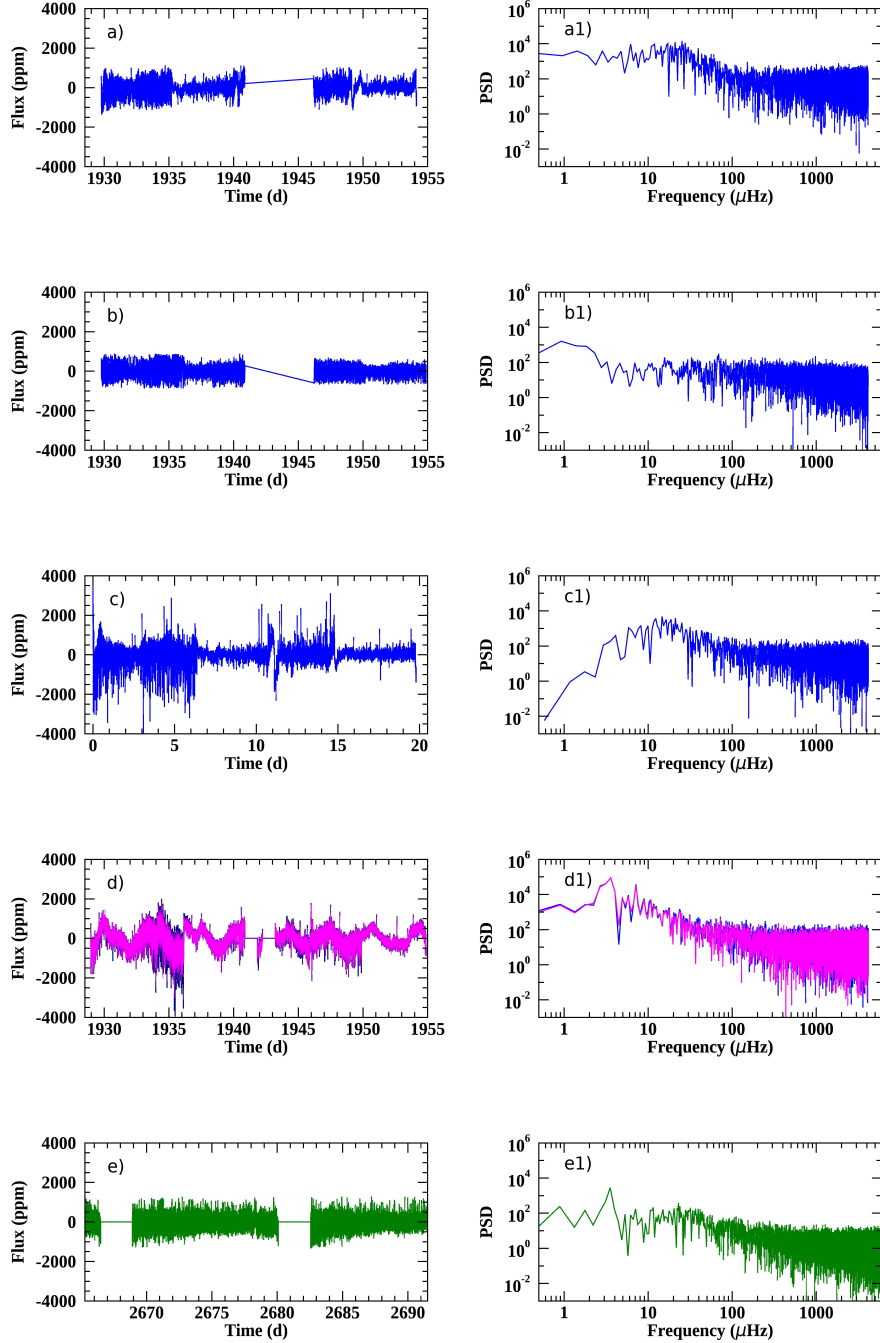 a)
4000
2000
0
-2000
-4000
Flux (ppm)
1930 1935 1940 1945 1950 1955
Time (d)
a1)
10^6
10^4
10^2
10^0
10^-2
PSD
1 10 100 1000
Frequency (μHz)
b)
4000
2000
0
-2000
-4000
Flux (ppm)
1930 1935 1940 1945 1950 1955
Time (d)
b1)
10^6
10^4
10^2
10^0
10^-2
PSD
1 10 100 1000
Frequency (μHz)
c)
4000
2000
0
-2000
-4000
Flux (ppm)
0 5 10 15 20
Time (d)
c1)
10^6
10^4
10^2
10^0
10^-2
PSD
1 10 100 1000
Frequency (μHz)
d)
4000
2000
0
-2000
-4000
Flux (ppm)
1930 1935 1940 1945 1950 1955
Time (d)
d1)
10^6
10^4
10^2
10^0
10^-2
PSD
1 10 100 1000
Frequency (μHz)
e)
4000
2000
0
-2000
-4000
Flux (ppm)
2670 2675 2680 2685 2690
Time (d)
e1)
10^6
10^4
10^2
10^0
10^-2
PSD
1 10 100 1000
Frequency (μHz)